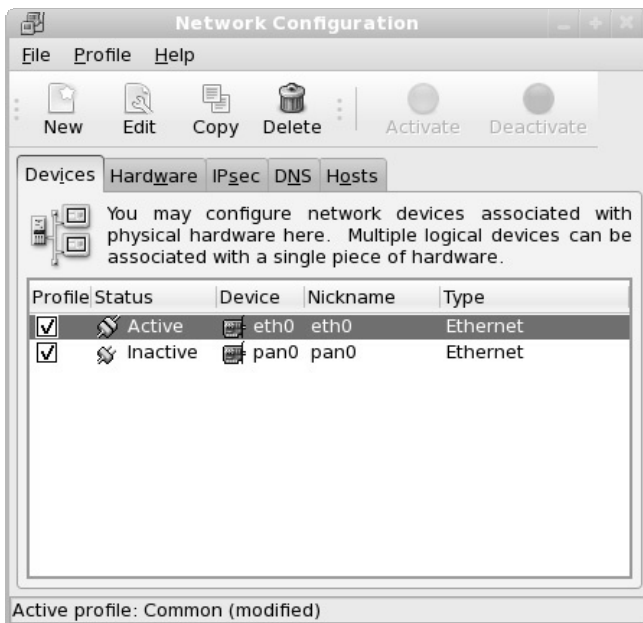 Network Configuration
File Profile Help
New Edit Copy Delete Activate Deactivate
Devices Hardware IPsec DNS Hosts
You may configure network devices associated with
physical hardware here. Multiple logical devices can be
associated with a single piece of hardware.
Profile Status Device Nickname Type
Active eth0 eth0 Ethernet
Inactive pan0 pan0 Ethernet
Active profile: Common (modified)